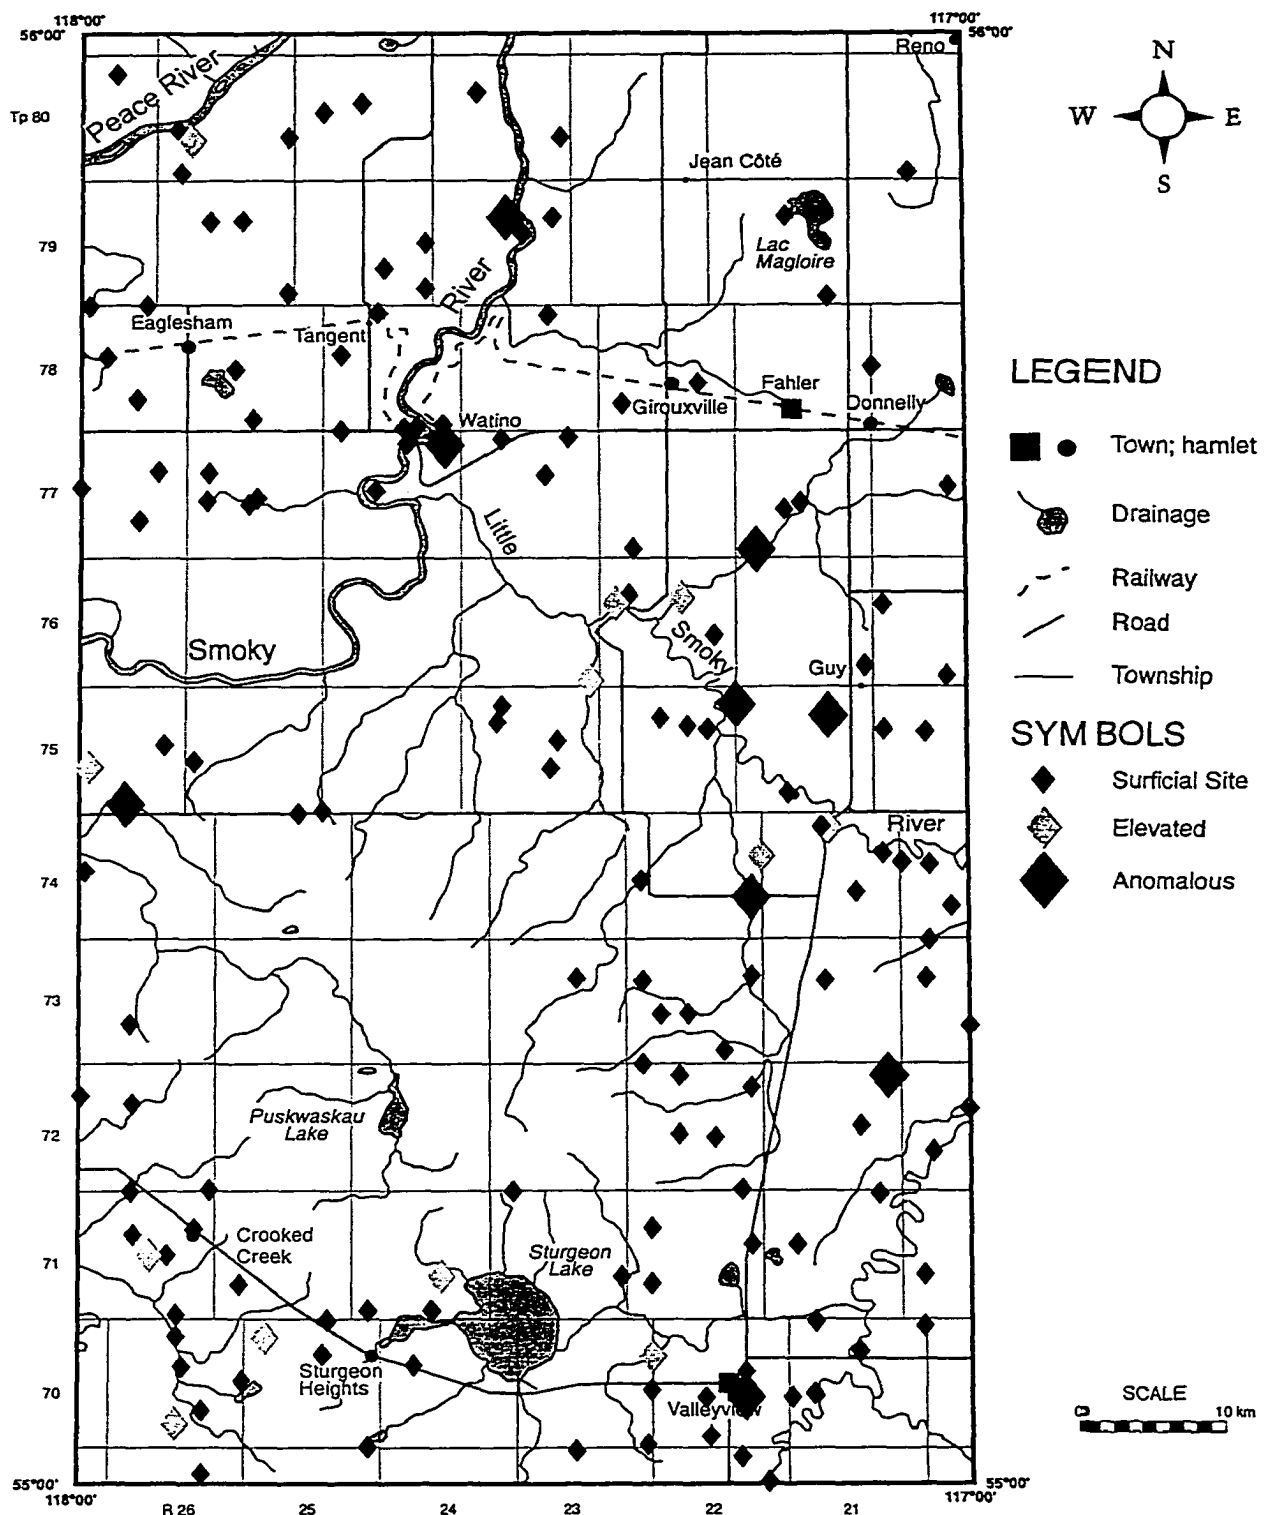 118°00'
117°00'
56°00'
56°00'
Reno
N
W
E
S
Peace River
Tp 80
Jean Côté
79
Lac
Magloire
River
Eaglesham
Tangent
78
Fahler
Girouxville
Donnelly
Watino
77
Little
76
Smoky
Smoky
Guy
75
River
74
73
Puskwaskau
Lake
72
Crooked
Creek
71
Sturgeon
Lake
Sturgeon
Heights
70
Valleyview
55°00'
55°00'
118°00'
117°00'
R 26
25
24
23
22
21
LEGEND
Town; hamlet
Drainage
Railway
Road
Township
SYMBOLS
Surficial Site
Elevated
Anomalous
SCALE
0
10 km